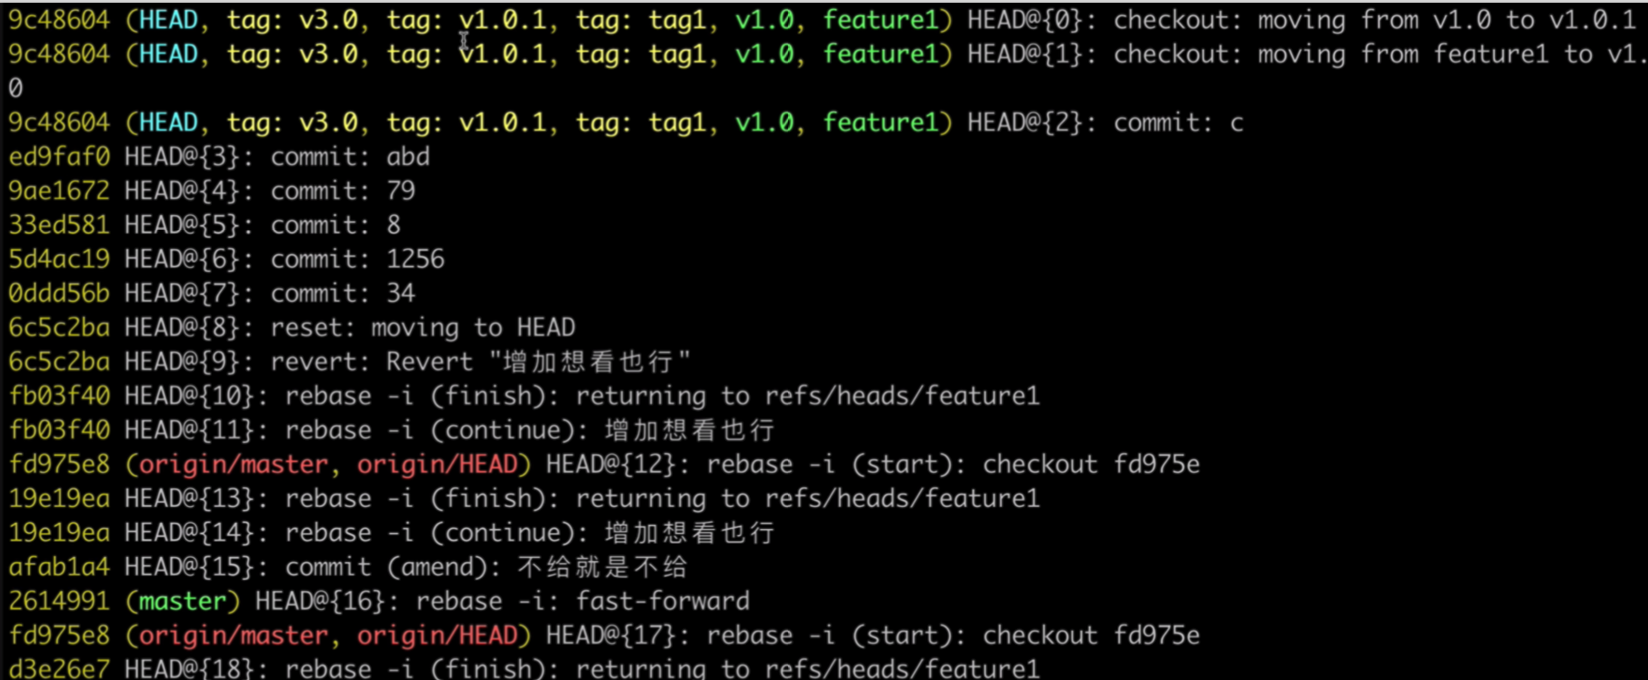 9c48604 (HEAD, tag: v3.0, tag: v1.0.1, tag: tag1, v1.0, feature1) HEAD@{0}: checkout: moving from v1.0 to v1.0.1
9c48604 (HEAD, tag: v3.0, tag: v1.0.1, tag: tag1, v1.0, feature1) HEAD@{1}: checkout: moving from feature1 to v1.
0
9c48604 (HEAD, tag: v3.0, tag: v1.0.1, tag: tag1, v1.0, feature1) HEAD@{2}: commit: c
ed9faf0 HEAD@{3}: commit: abd
9ae1672 HEAD@{4}: commit: 79
33ed581 HEAD@{5}: commit: 8
5d4ac19 HEAD@{6}: commit: 1256
0ddd56b HEAD@{7}: commit: 34
6c5c2ba HEAD@{8}: reset: moving to HEAD
6c5c2ba HEAD@{9}: revert: Revert "增加想看也行"
fb03f40 HEAD@{10}: rebase -i (finish): returning to refs/heads/feature1
fb03f40 HEAD@{11}: rebase -i (continue): 增加想看也行
fd975e8 (origin/master, origin/HEAD) HEAD@{12}: rebase -i (start): checkout fd975e
19e19ea HEAD@{13}: rebase -i (finish): returning to refs/heads/feature1
19e19ea HEAD@{14}: rebase -i (continue): 增加想看也行
afab1a4 HEAD@{15}: commit (amend): 不给就是不给
2614991 (master) HEAD@{16}: rebase -i: fast-forward
fd975e8 (origin/master, origin/HEAD) HEAD@{17}: rebase -i (start): checkout fd975e
d3e26e7 HEAD@{18}: rebase -i (finish): returning to refs/heads/feature1